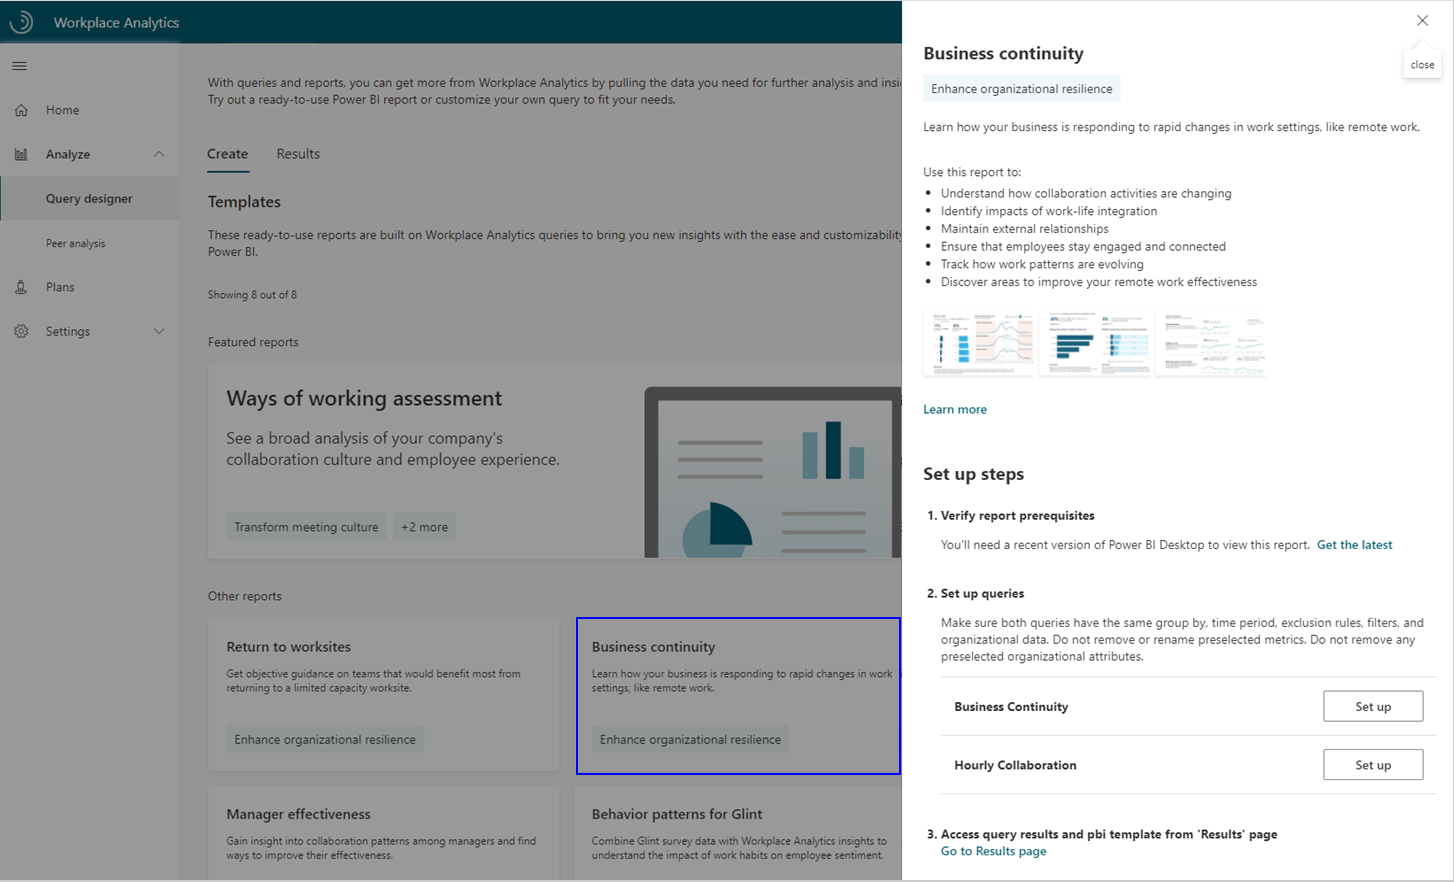 Workplace Analytics
Home
Analyze
Query designer
Peer analysis
Plans
Settings
With queries and reports, you can get more from Workplace Analytics by pulling the data you need for further analysis and insi
Try out a ready-to-use Power BI report or customize your own query to fit your needs.
Create Results
Templates
These ready-to-use reports are built on Workplace Analytics queries to bring you new insights with the ease and customizability
Power BI.
Showing 8 out of 8
Featured reports
Ways of working assessment
See a broad analysis of your company's
collaboration culture and employee experience.
Transform meeting culture +2 more
Other reports
Return to worksites
Get objective guidance on teams that would benefit most from
returning to a limited capacity worksite.
Enhance organizational resilience
Business continuity
Learn how your business is responding to rapid changes in work
settings, like remote work.
Enhance organizational resilience
Manager effectiveness
Gain insight into collaboration patterns among managers and find
ways to improve their effectiveness.
Behavior patterns for Glint
Combine Glint survey data with Workplace Analytics insights to
understand the impact of work habits on employee sentiment.
close
Business continuity
Enhance organizational resilience
Learn how your business is responding to rapid changes in work settings, like remote work.
Use this report to:
• Understand how collaboration activities are changing
• Identify impacts of work-life integration
• Maintain external relationships
• Ensure that employees stay engaged and connected
• Track how work patterns are evolving
• Discover areas to improve your remote work effectiveness
Learn more
Set up steps
1. Verify report prerequisites
You'll need a recent version of Power BI Desktop to view this report. Get the latest
2. Set up queries
Make sure both queries have the same group by, time period, exclusion rules, filters, and
organizational data. Do not remove or rename preselected metrics. Do not remove any
preselected organizational attributes.
Business Continuity Set up
Hourly Collaboration Set up
3. Access query results and pbi template from 'Results' page
Go to Results page